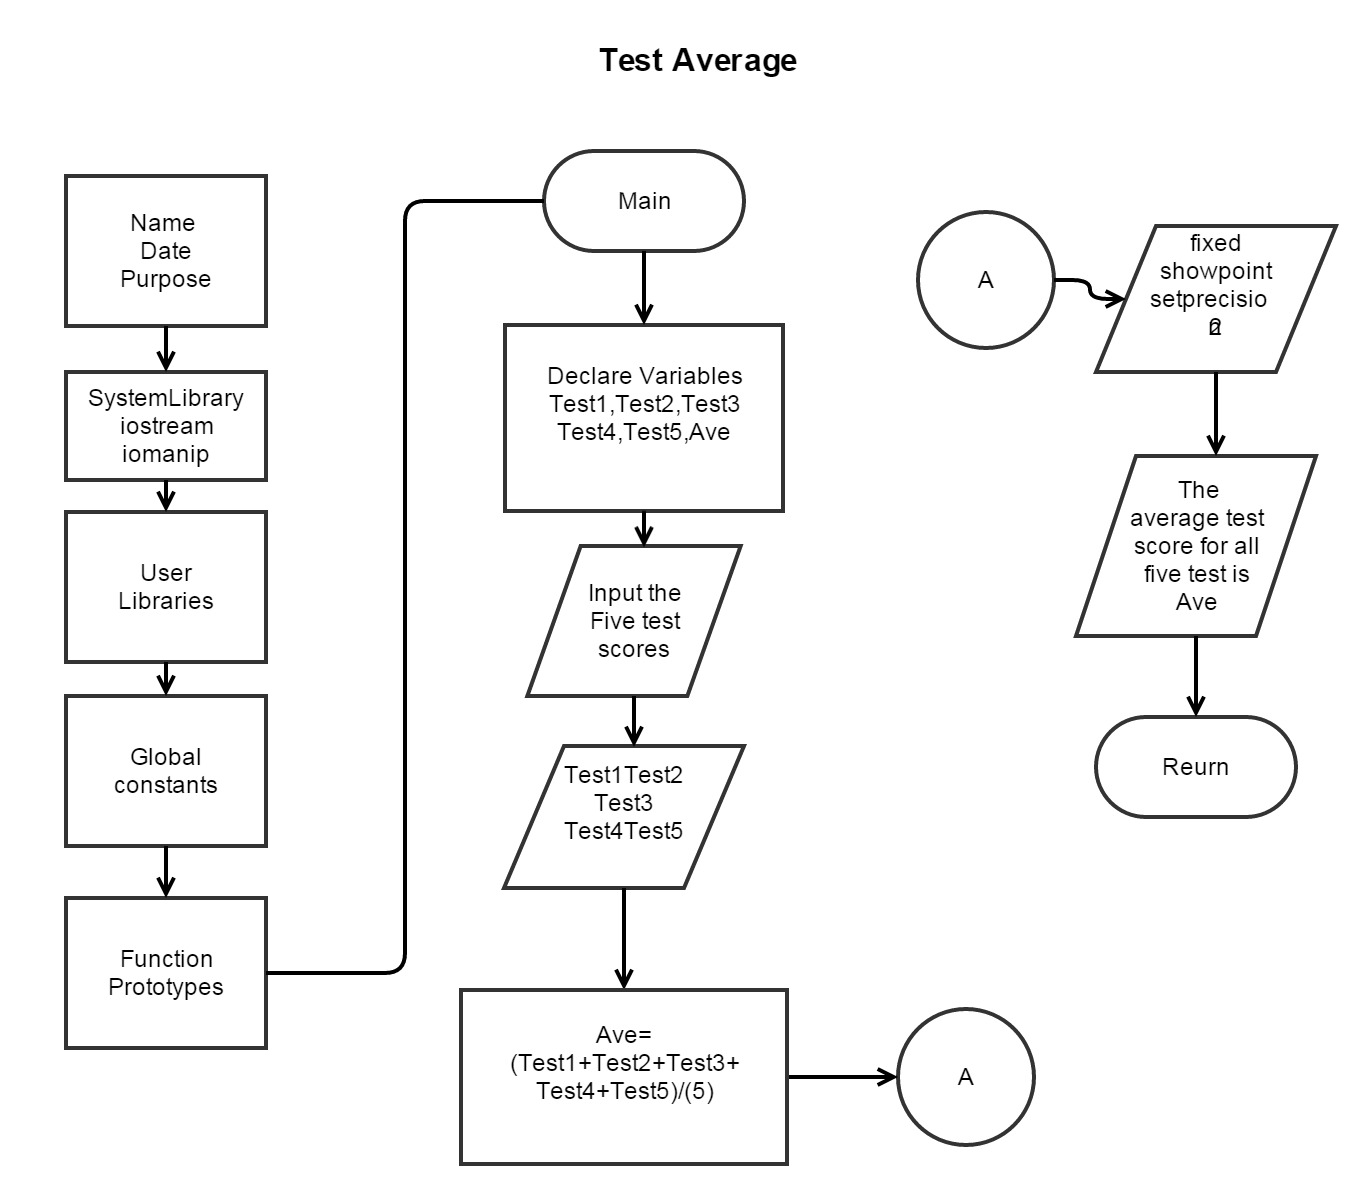 Test Average
Name
Date
Purpose
SystemLibrary
iostream
iomanip
User
Libraries
Global
constants
Function
Prototypes
Main
Declare Variables
Test1,Test2,Test3
Test4,Test5,Ave
Input the
Five test
scores
Test1Test2
Test3
Test4Test5
Ave=
(Test1+Test2+Test3+
Test4+Test5)/(5)
A
A
fixed
showpoint
setprecisio
The
average test
score for all
five test is
Ave
Reurn